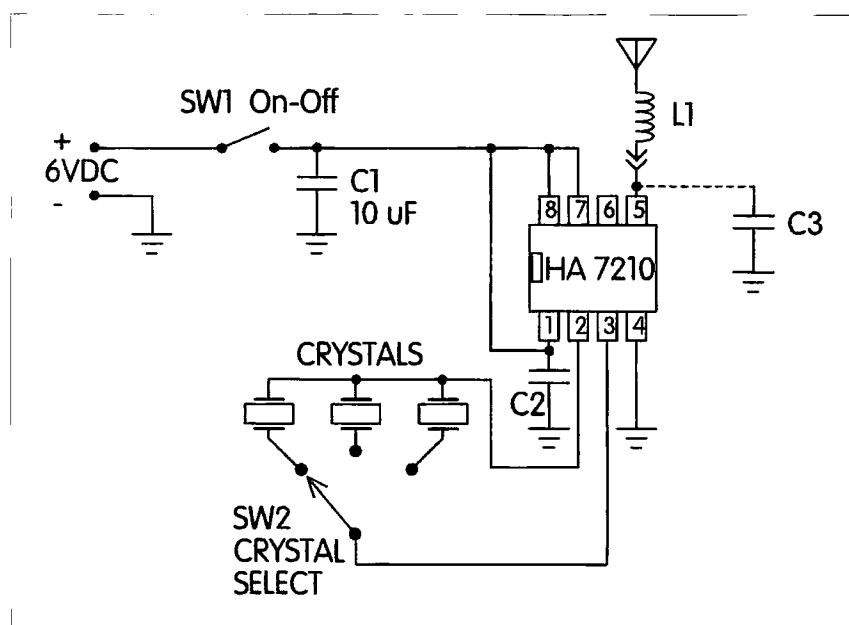 SW1 On-Off
L1
+
6VDC
-
C1
10 uF
8 7 6 5
C3
HA 7210
1 2 3 4
CRYSTALS
C2
SW2
CRYSTAL
SELECT